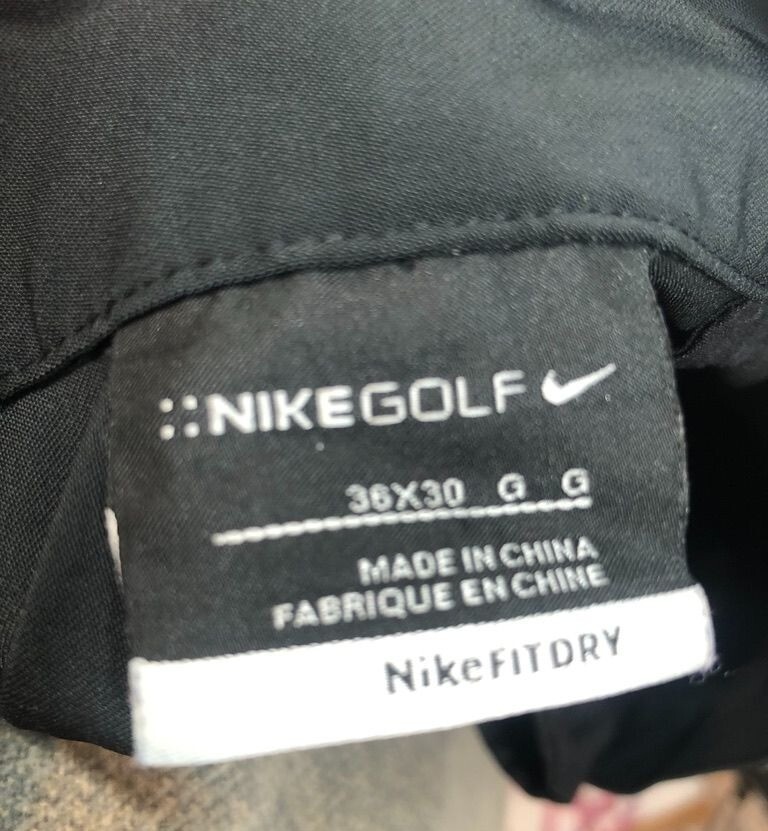 NIKEGOLF
36X30 G G
MADE IN CHINA
FABRIQUE EN CHINE
NikeFITDRY